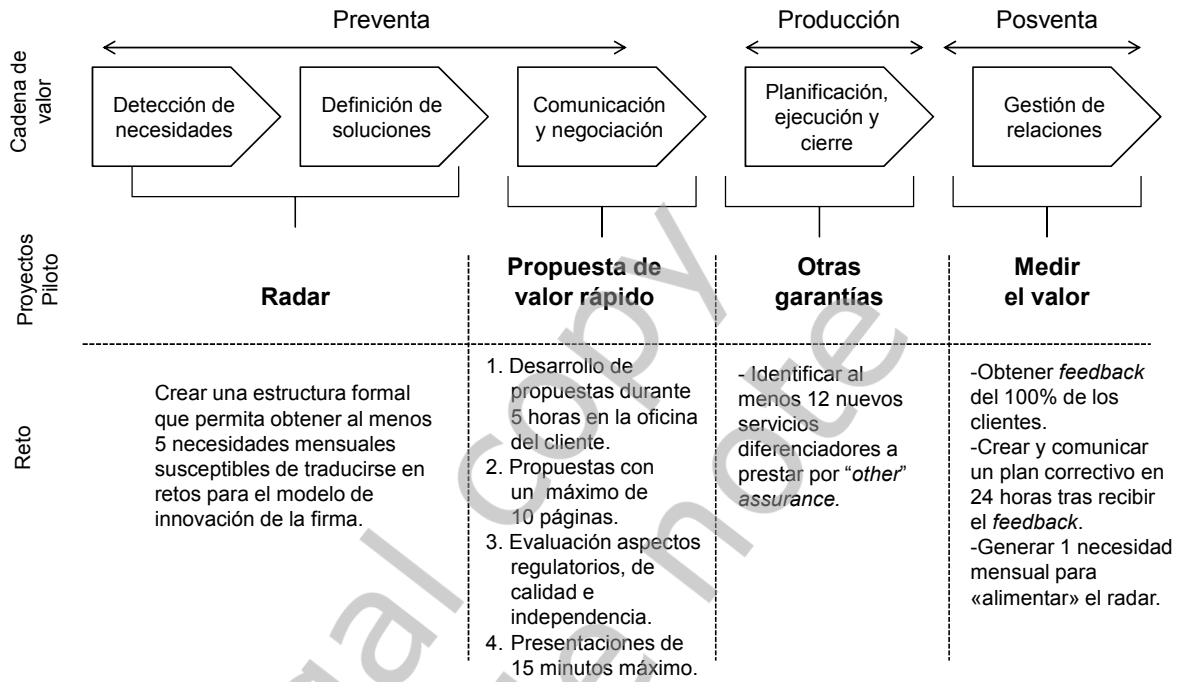 Preventa
Producción
Posventa
Cadena de
valor
Detección de
necesidades
Definición de
soluciones
Comunicación
y negociación
Planificación,
ejecución y
cierre
Gestión de
relaciones
Proyectos
Piloto
Radar
Propuesta de
valor rápido
Otras
garantías
Medir
el valor
Reto
Crear una estructura formal
que permita obtener al menos
5 necesidades mensuales
susceptibles de traducirse en
retos para el modelo de
innovación de la firma.
1. Desarrollo de
propuestas durante
5 horas en la oficina
del cliente.
2. Propuestas con
un máximo de
10 páginas.
3. Evaluación aspectos
regulatorios, de
calidad e
independencia.
4. Presentaciones de
15 minutos máximo.
- Identificar al
menos 12 nuevos
servicios
diferenciadores a
prestar por “other”
assurance.
-Obtener feedback
del 100% de los
clientes.
-Crear y comunicar
un plan correctivo en
24 horas tras recibir
el feedback.
-Generar 1 necesidad
mensual para
«alimentar» el radar.
copy
note